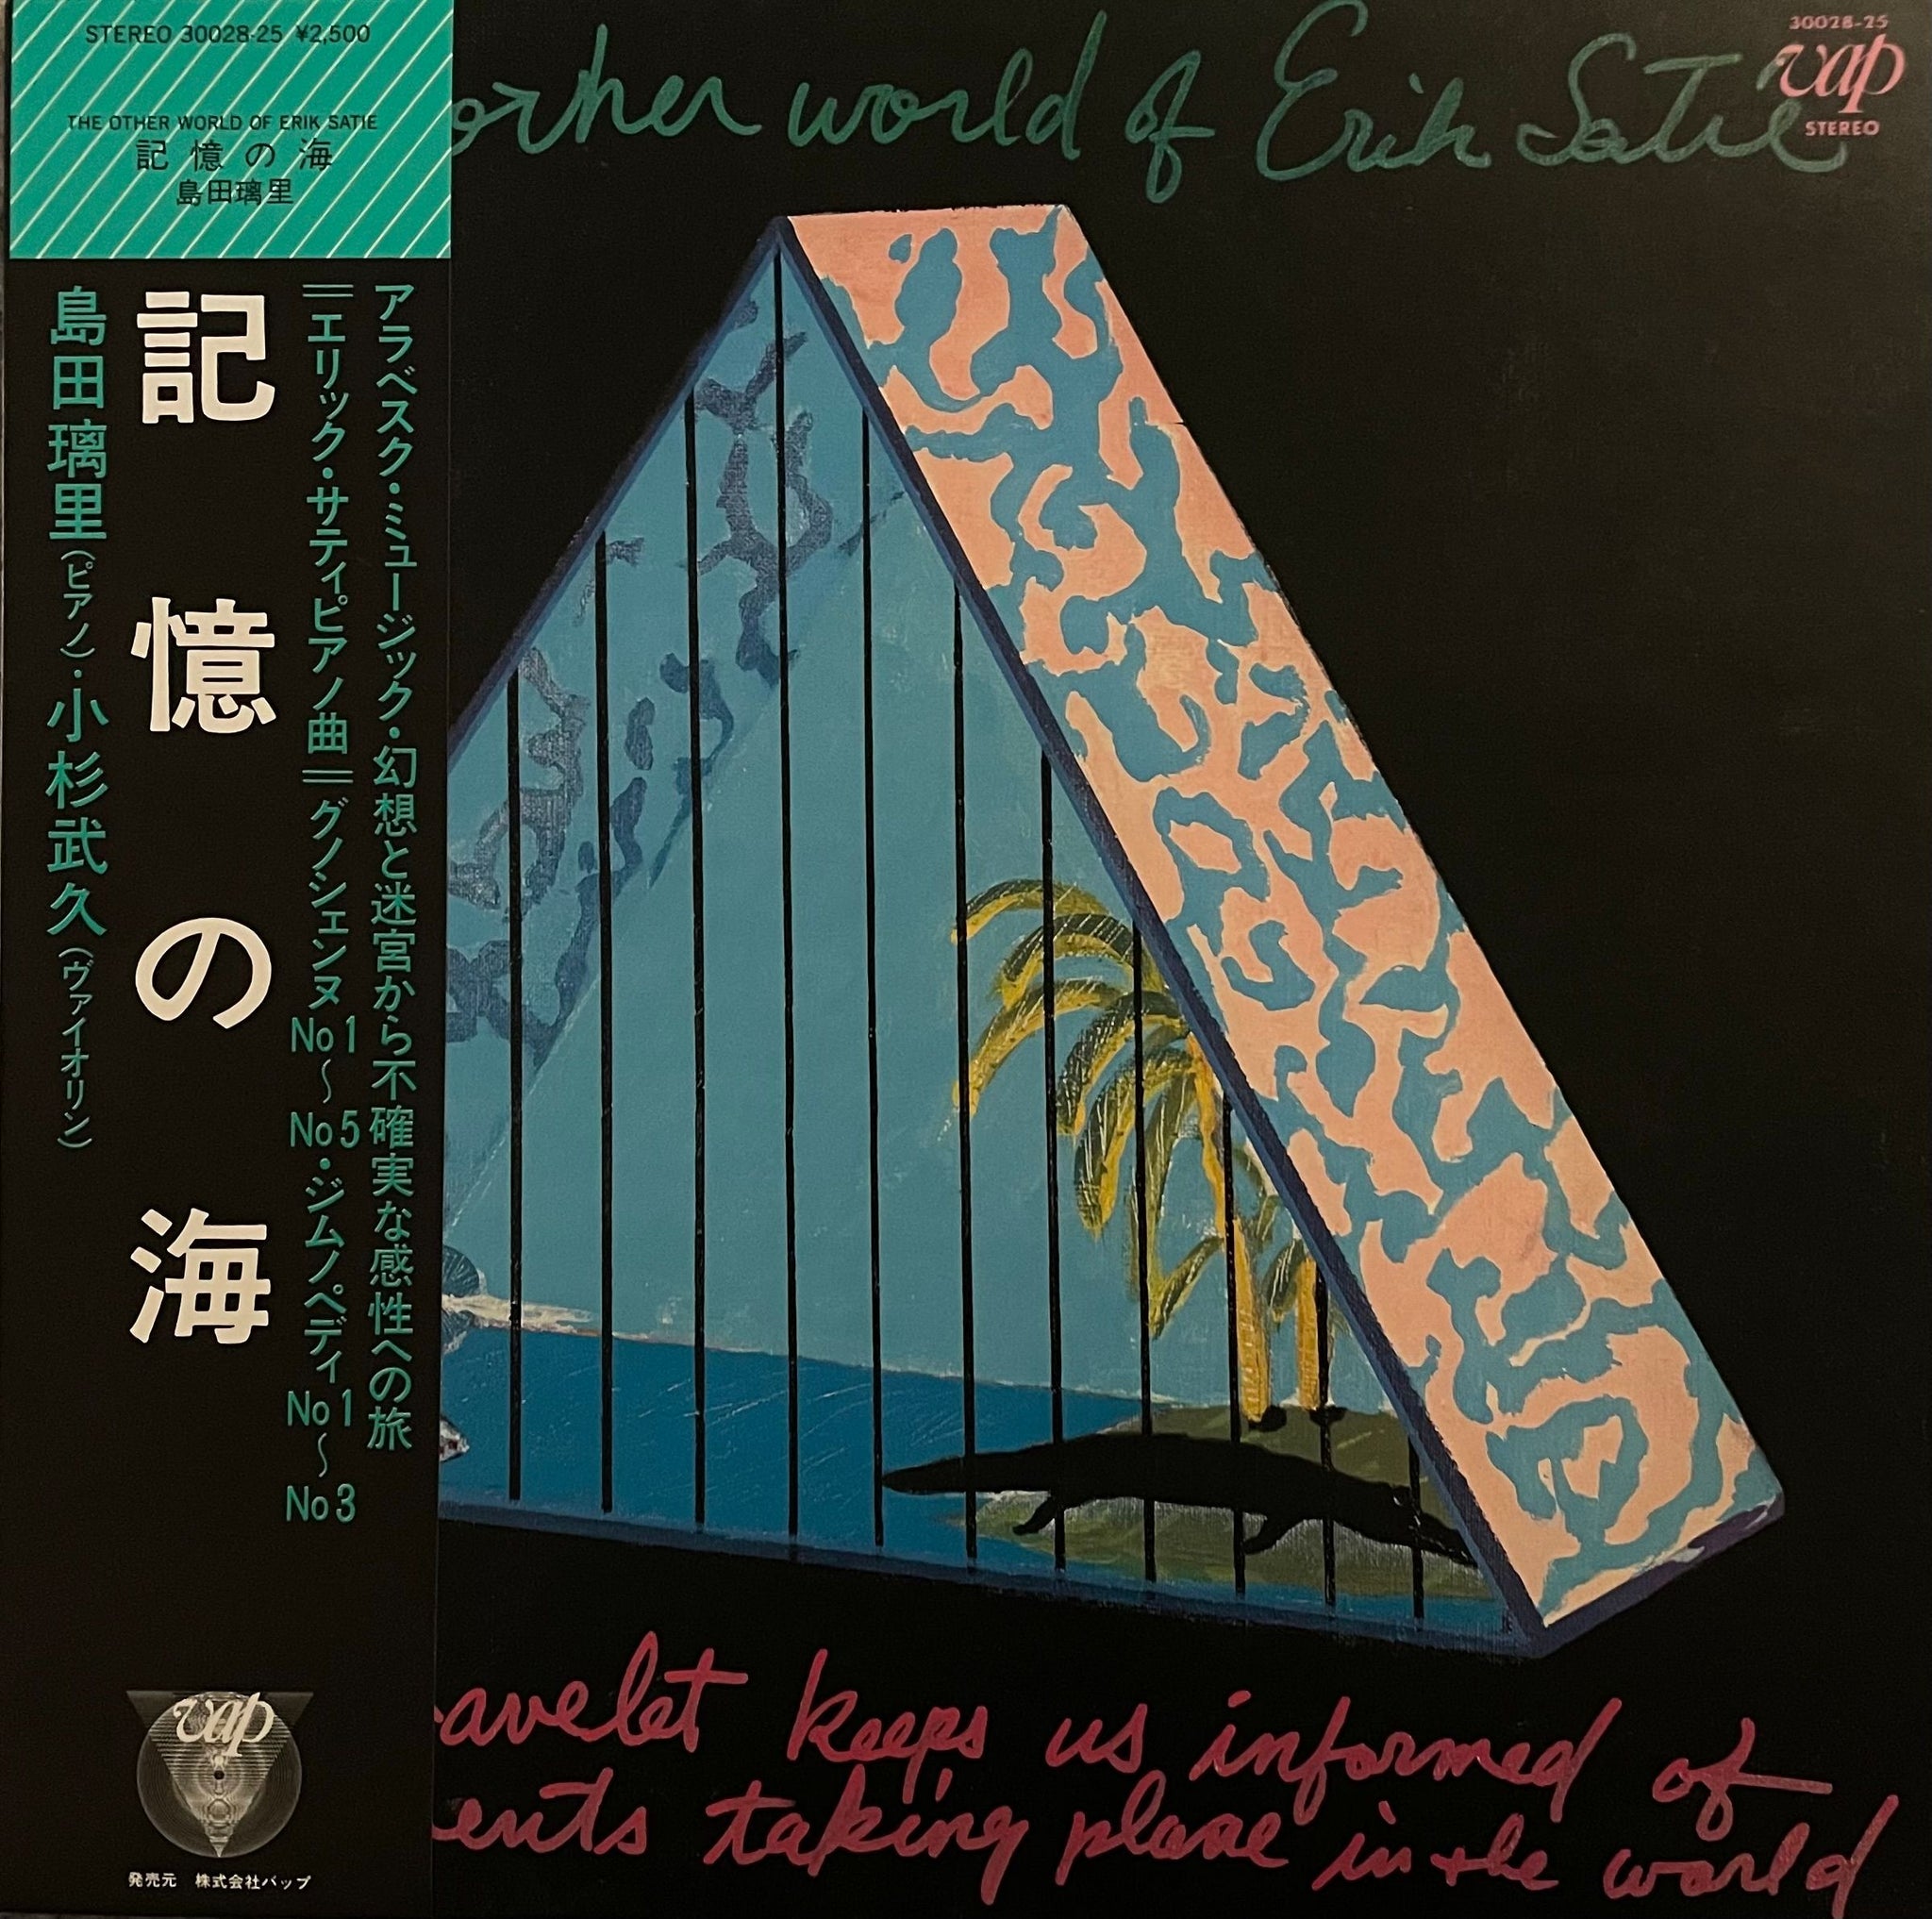 STEREO 30028-25 ¥2,500
THE OTHER WORLD OF ERIK SATIE
記憶の海
島田璃里
アラベスク・ミュージック・幻想と迷宮から不確実な感性への旅
＝エリック・サティピアノ曲＝グノシェンヌNo1〜No5・ジムノペディNo1〜No3
記憶の海
島田璃里(ピアノ)・小杉武久(ヴァイオリン)
vap
発売元 株式会社バップ
other world of Erik Satie
30028-25
vap
STEREO
avelet keeps us informed of
ents taking plase in the world